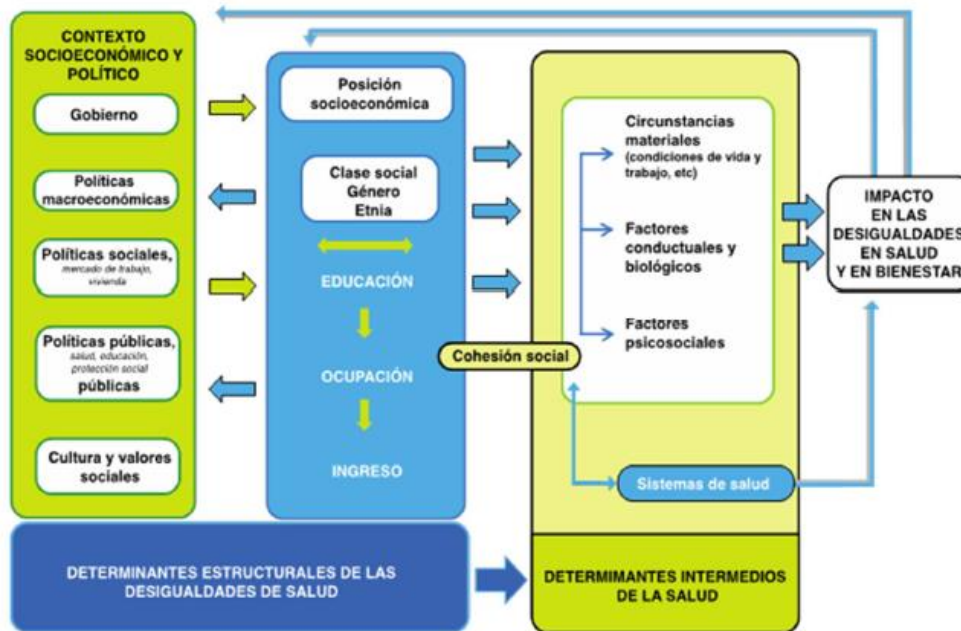 CONTEXTO
SOCIOECONÓMICO Y
POLÍTICO
Gobierno
Políticas
macroeconómicas
Políticas sociales,
mercado de trabajo,
vivienda
Políticas públicas,
salud, educación,
protección social
públicas
Cultura y valores
sociales
Posición
socioeconómica
Clase social
Género
Etnia
EDUCACIÓN
OCUPACIÓN
INGRESO
Cohesión social
Circunstancias
materiales
(condiciones de vida y
trabajo, etc)
Factores
conductuales y
biológicos
Factores
psicosociales
Sistemas de salud
IMPACTO
EN LAS
DESIGUALDADES
EN SALUD
Y EN BIENESTAR
DETERMINANTES ESTRUCTURALES DE LAS
DESIGUALDADES DE SALUD
DETERMIMANTES INTERMEDIOS
DE LA SALUD